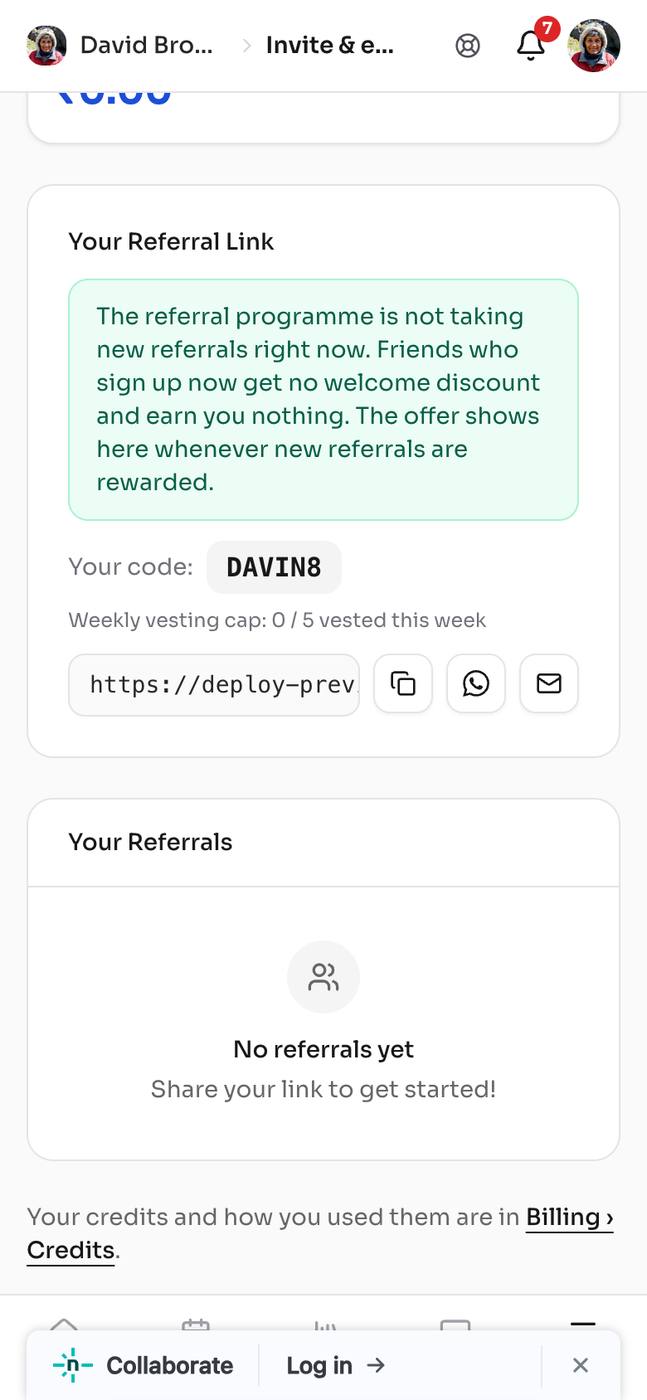 David Bro...
Invite & e...
7
₹0.00
Your Referral Link
The referral programme is not taking
new referrals right now. Friends who
sign up now get no welcome discount
and earn you nothing. The offer shows
here whenever new referrals are
rewarded.
Your code: DAVIN8
Weekly vesting cap: 0 / 5 vested this week
https://deploy-prev
Your Referrals
No referrals yet
Share your link to get started!
Your credits and how you used them are in Billing ›
Credits.
n Collaborate
Log in →